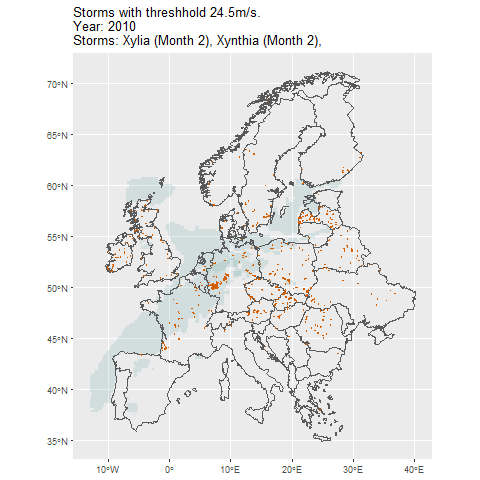 Storms with threshhold 24.5m/s.
Year: 2010
Storms: Xylia (Month 2), Xynthia (Month 2),
70°N
65°N
60°N
55°N
50°N
45°N
40°N
35°N
10°W 0° 10°E 20°E 30°E 40°E